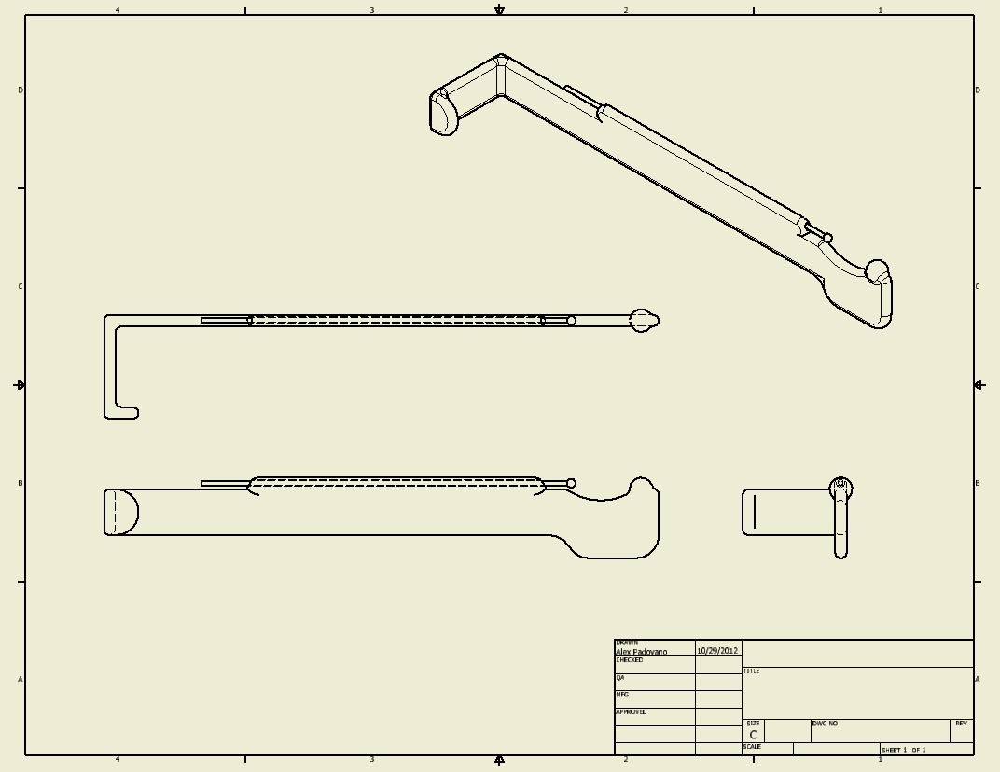 4 3 2 1
D D
C C
B B
A A
DRAWN
Alex Padovano 10/29/2012
CHECKED
QA
MFG
APPROVED
TITLE
SIZE
C
DWG NO
REV
SCALE
SHEET 1 OF 1
4 2 1